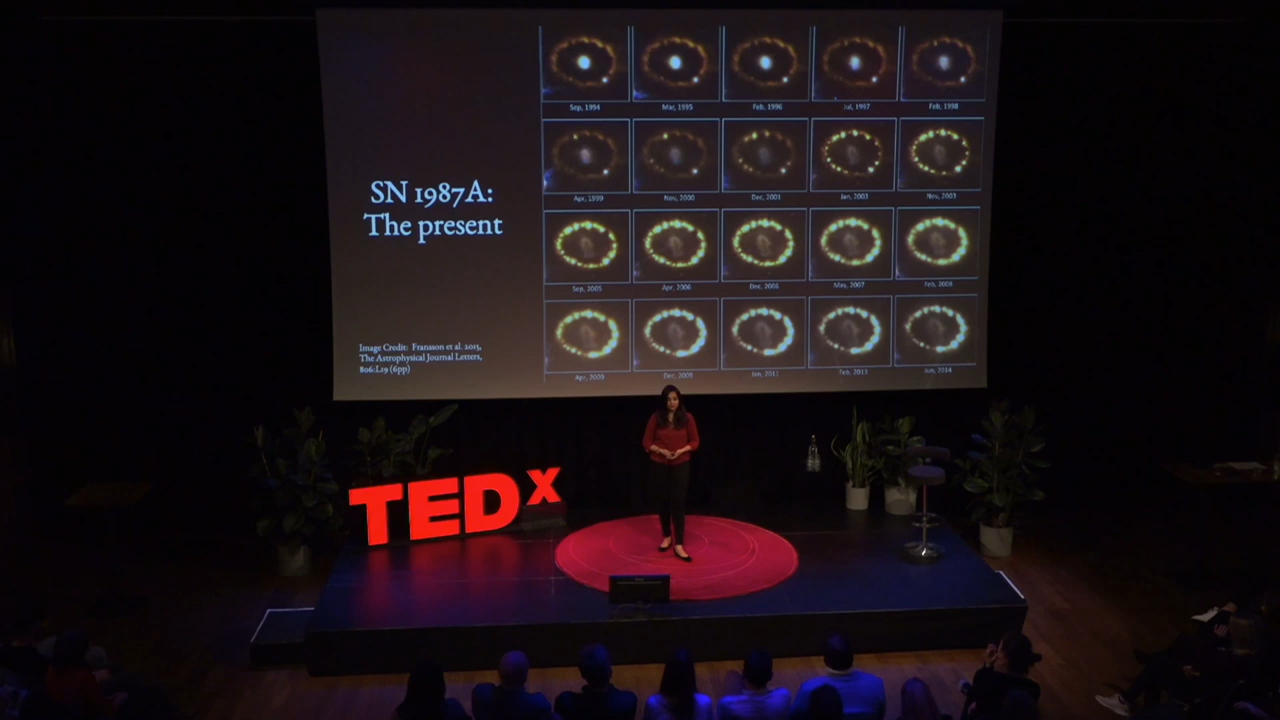 SN 1987A:
The present
Image Credit: Fransson et al. 2015,
The Astrophysical Journal Letters,
806:L19 (6pp)
Sep, 1994
Mar, 1995
Feb, 1996
Jul, 1997
Feb, 1998
Apr, 1999
Nov, 2000
Dec, 2001
Jan, 2003
Nov, 2003
Sep, 2005
Apr, 2006
Dec, 2006
May, 2007
Feb, 2008
Apr, 2009
Dec, 2009
Jan, 2011
Feb, 2013
Jun, 2014
TEDx